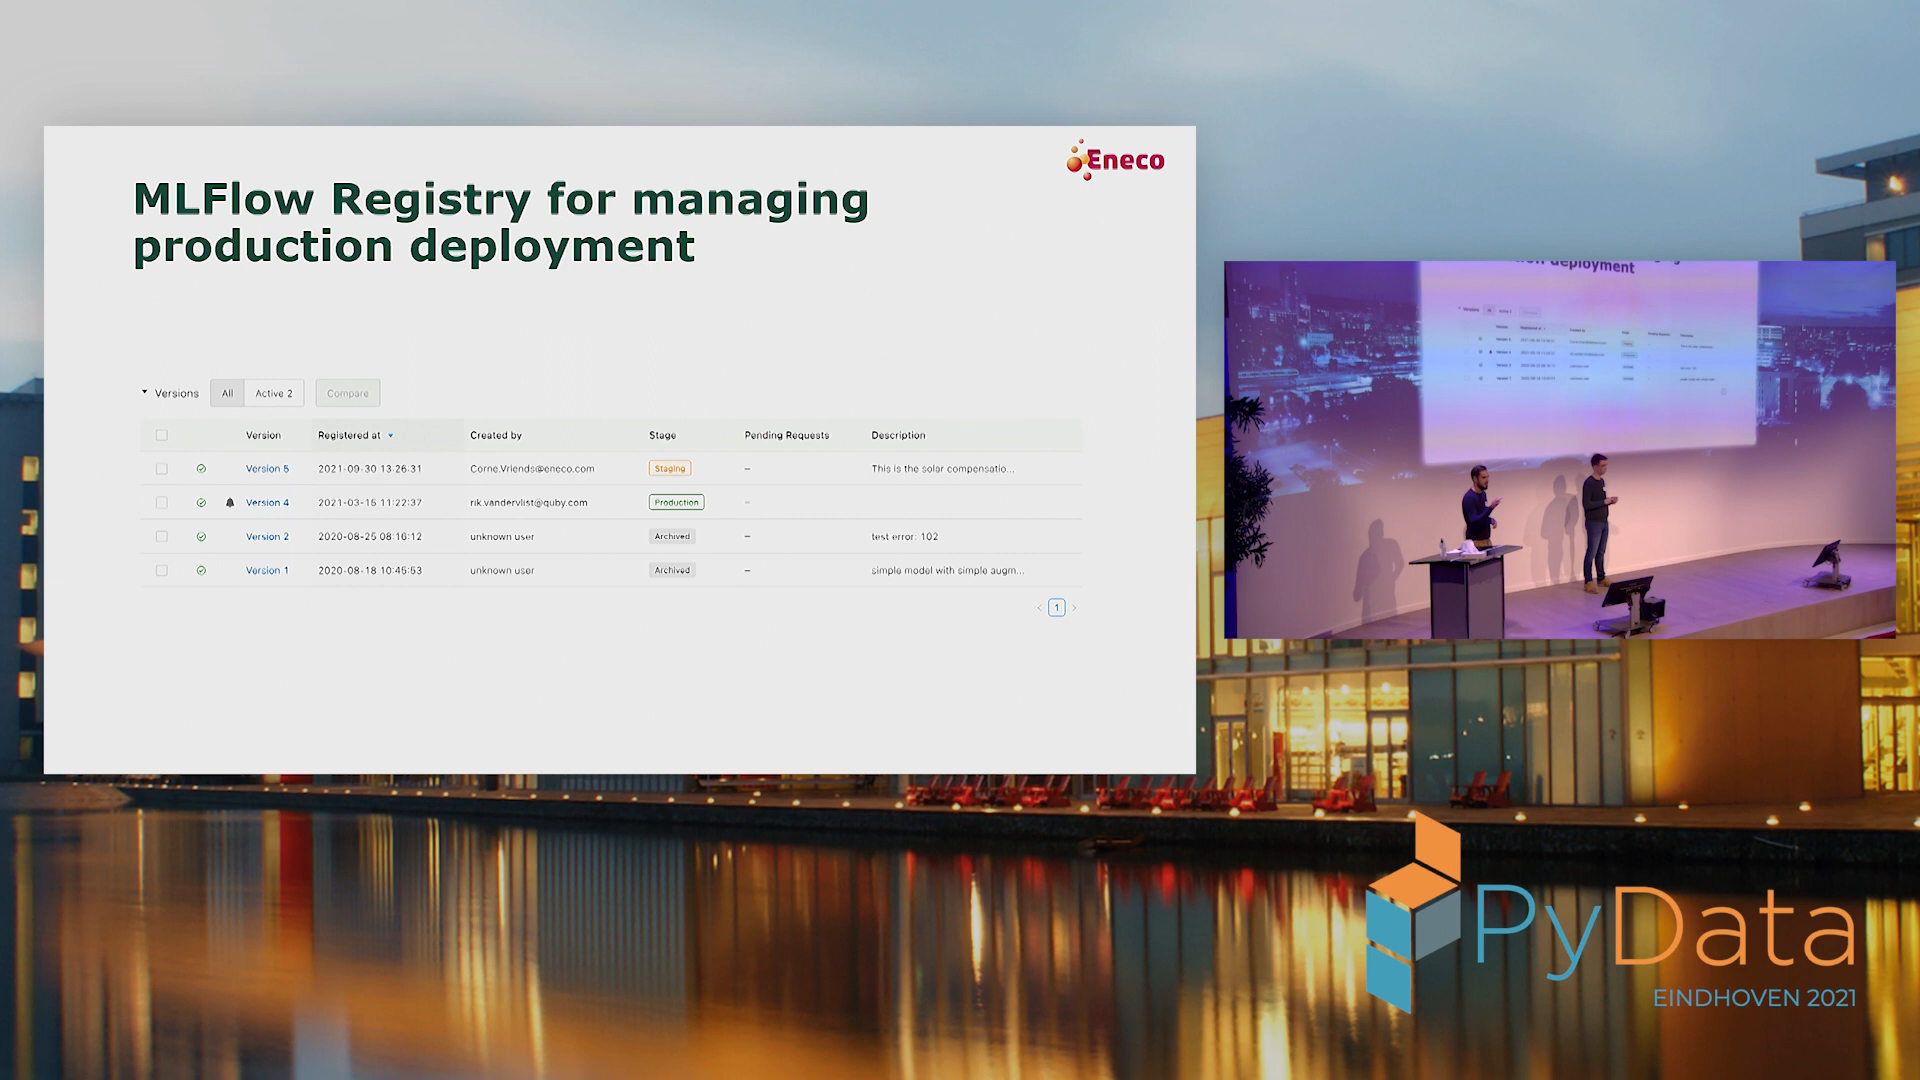 Eneco
MLFlow Registry for managing
production deployment
Versions All Active 2 Compare
Version Registered at Created by Stage Pending Requests Description
Version 5 2021-09-30 13:26:31 Corne.Vriends@eneco.com Staging – This is the solar compensatio...
Version 4 2021-03-15 11:22:37 rik.vandervlist@quby.com Production –
Version 2 2020-08-25 08:16:12 unknown user Archived – test error: 102
Version 1 2020-08-18 10:45:53 unknown user Archived – simple model with simple augm...
1
deployment
PyData
EINDHOVEN 2021